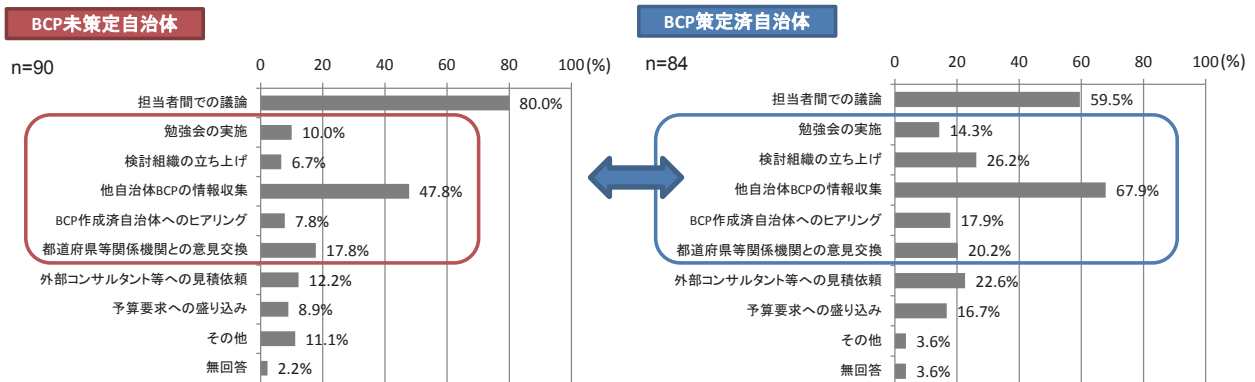 BCP未策定自治体
n=90
0 20 40 60 80 100(%)
担当者間での議論 80.0%
勉強会の実施 10.0%
検討組織の立ち上げ 6.7%
他自治体BCPの情報収集 47.8%
BCP作成済自治体へのヒアリング 7.8%
都道府県等関係機関との意見交換 17.8%
外部コンサルタント等への見積依頼 12.2%
予算要求への盛り込み 8.9%
その他 11.1%
無回答 2.2%
BCP策定済自治体
n=84
0 20 40 60 80 100(%)
担当者間での議論 59.5%
勉強会の実施 14.3%
検討組織の立ち上げ 26.2%
他自治体BCPの情報収集 67.9%
BCP作成済自治体へのヒアリング 17.9%
都道府県等関係機関との意見交換 20.2%
外部コンサルタント等への見積依頼 22.6%
予算要求への盛り込み 16.7%
その他 3.6%
無回答 3.6%